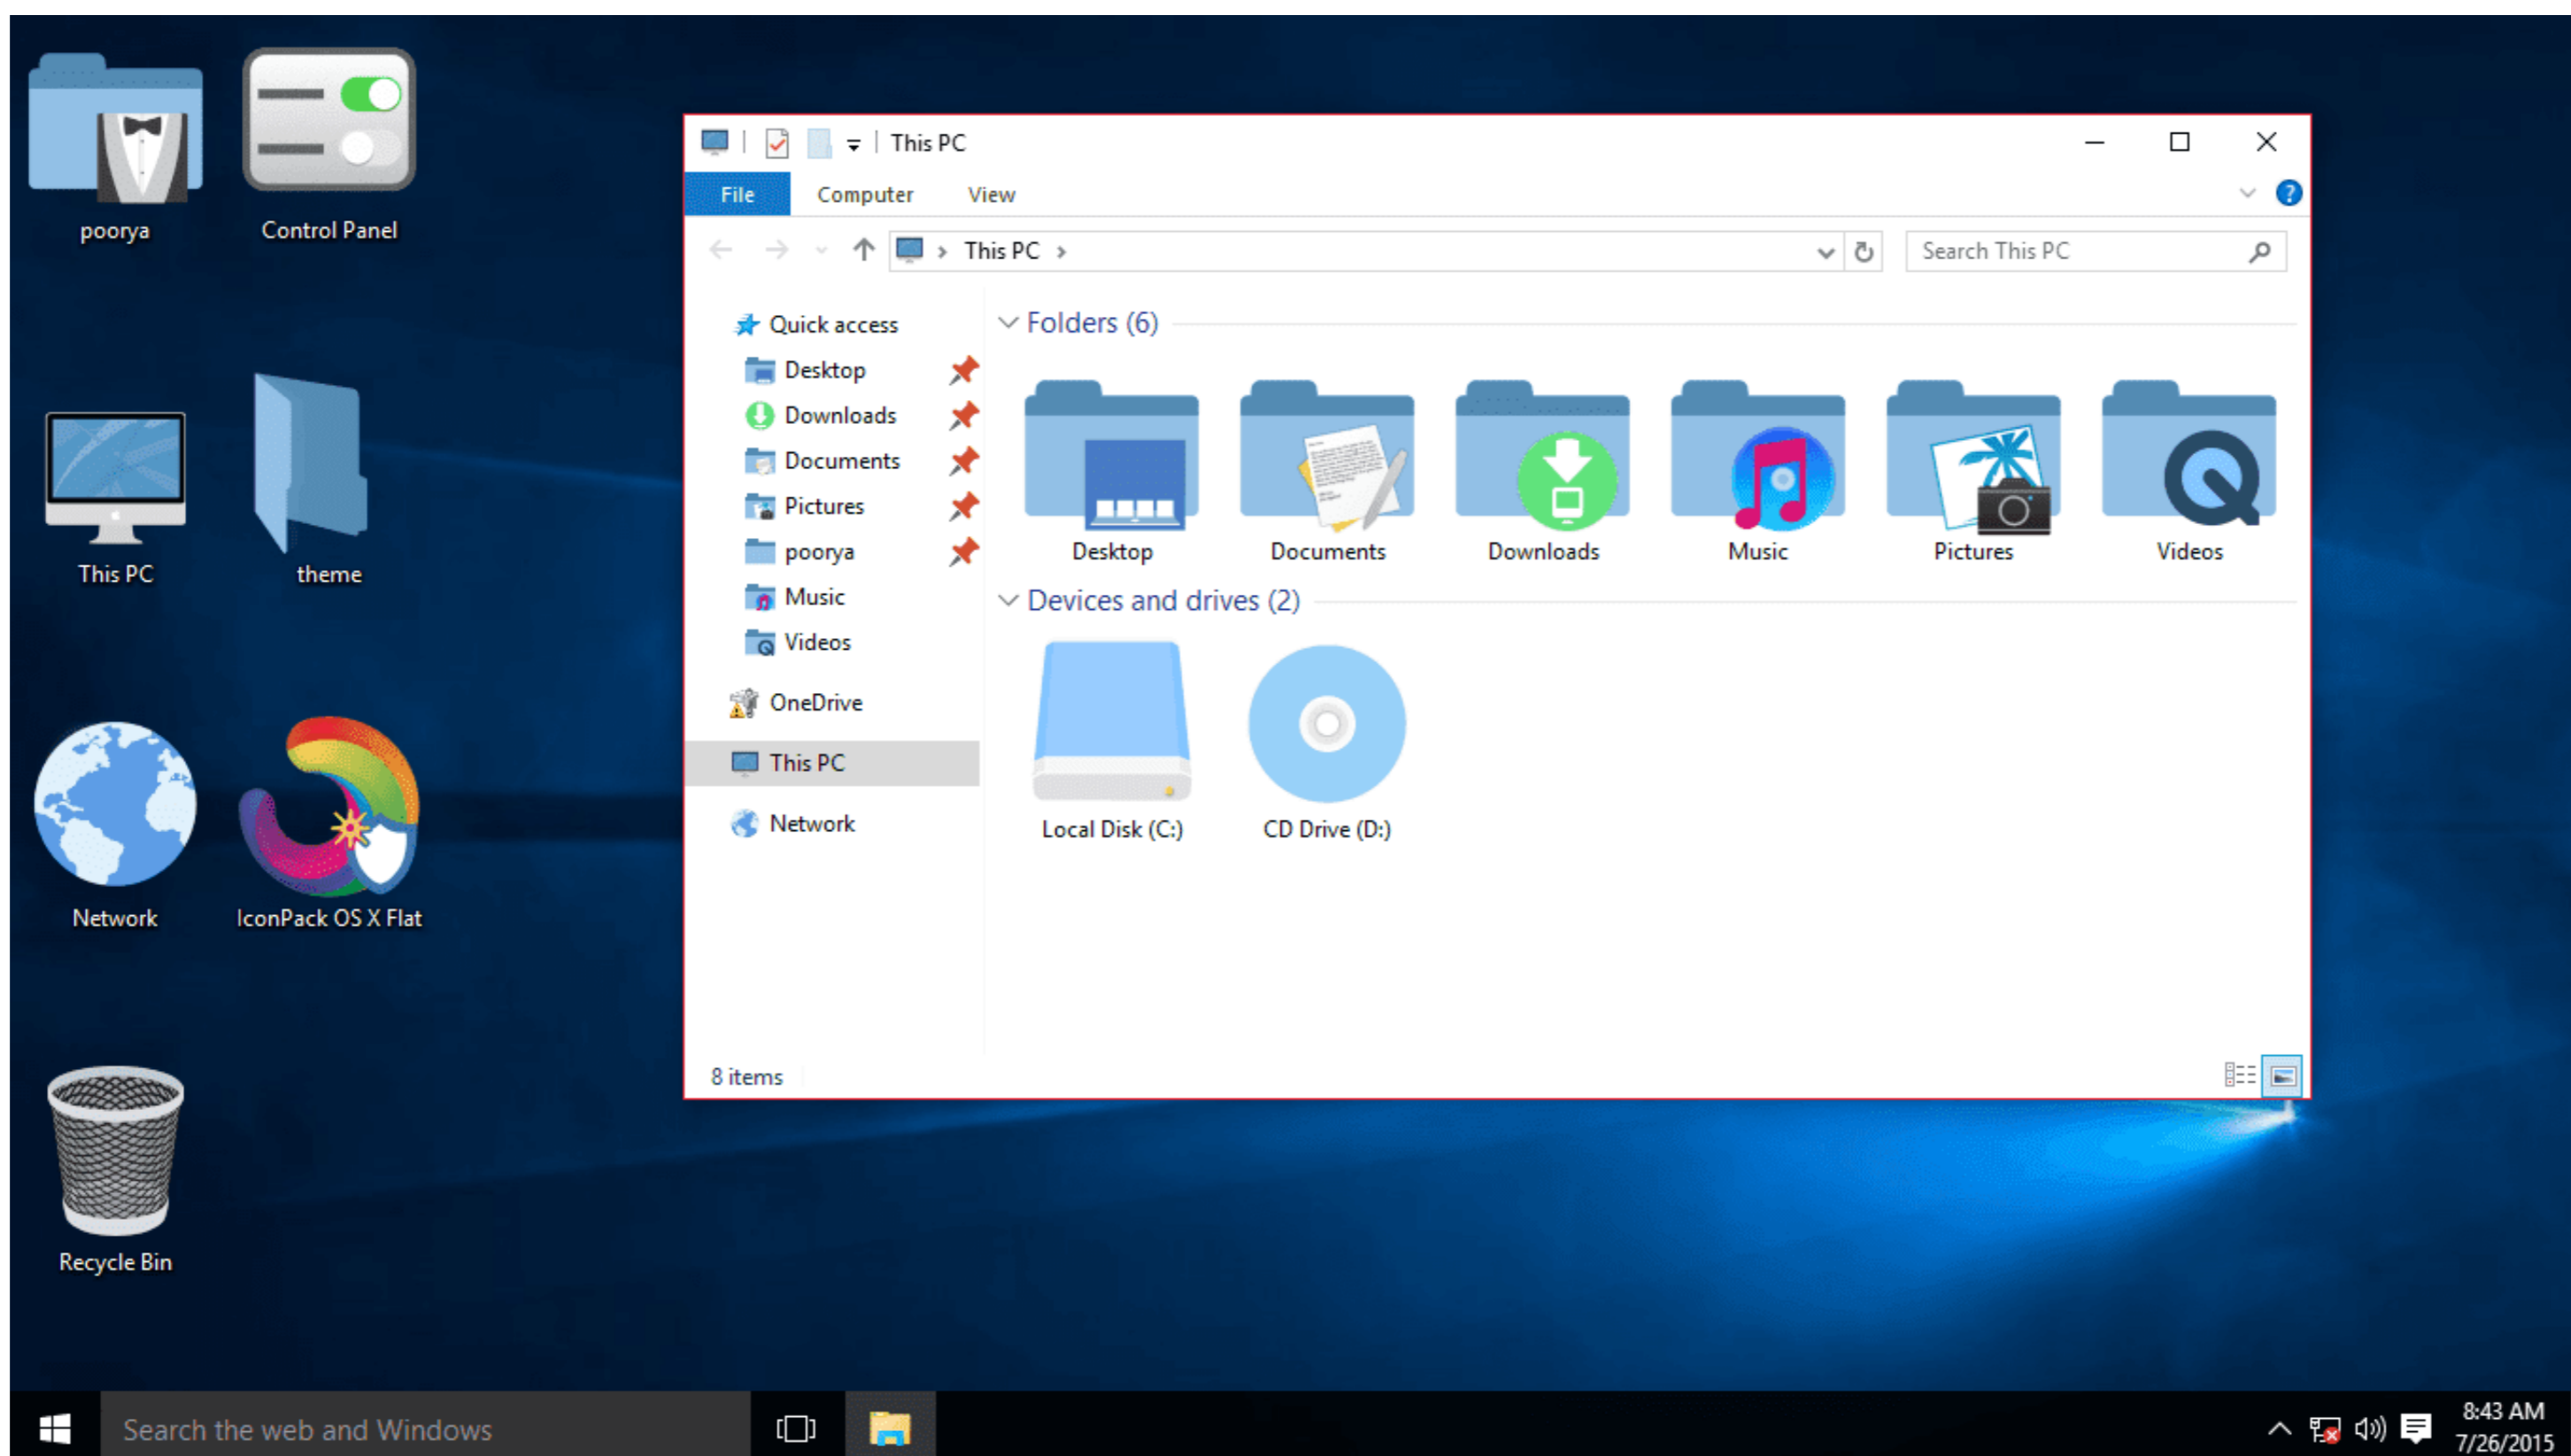 poorya
Control Panel
This PC
theme
Network
IconPack OS X Flat
Recycle Bin
This PC
File Computer View
This PC
Search This PC
Quick access
Desktop
Downloads
Documents
Pictures
poorya
Music
Videos
OneDrive
This PC
Network
Folders (6)
Desktop Documents Downloads Music Pictures Videos
Devices and drives (2)
Local Disk (C:) CD Drive (D:)
8 items
Search the web and Windows
8:43 AM
7/26/2015